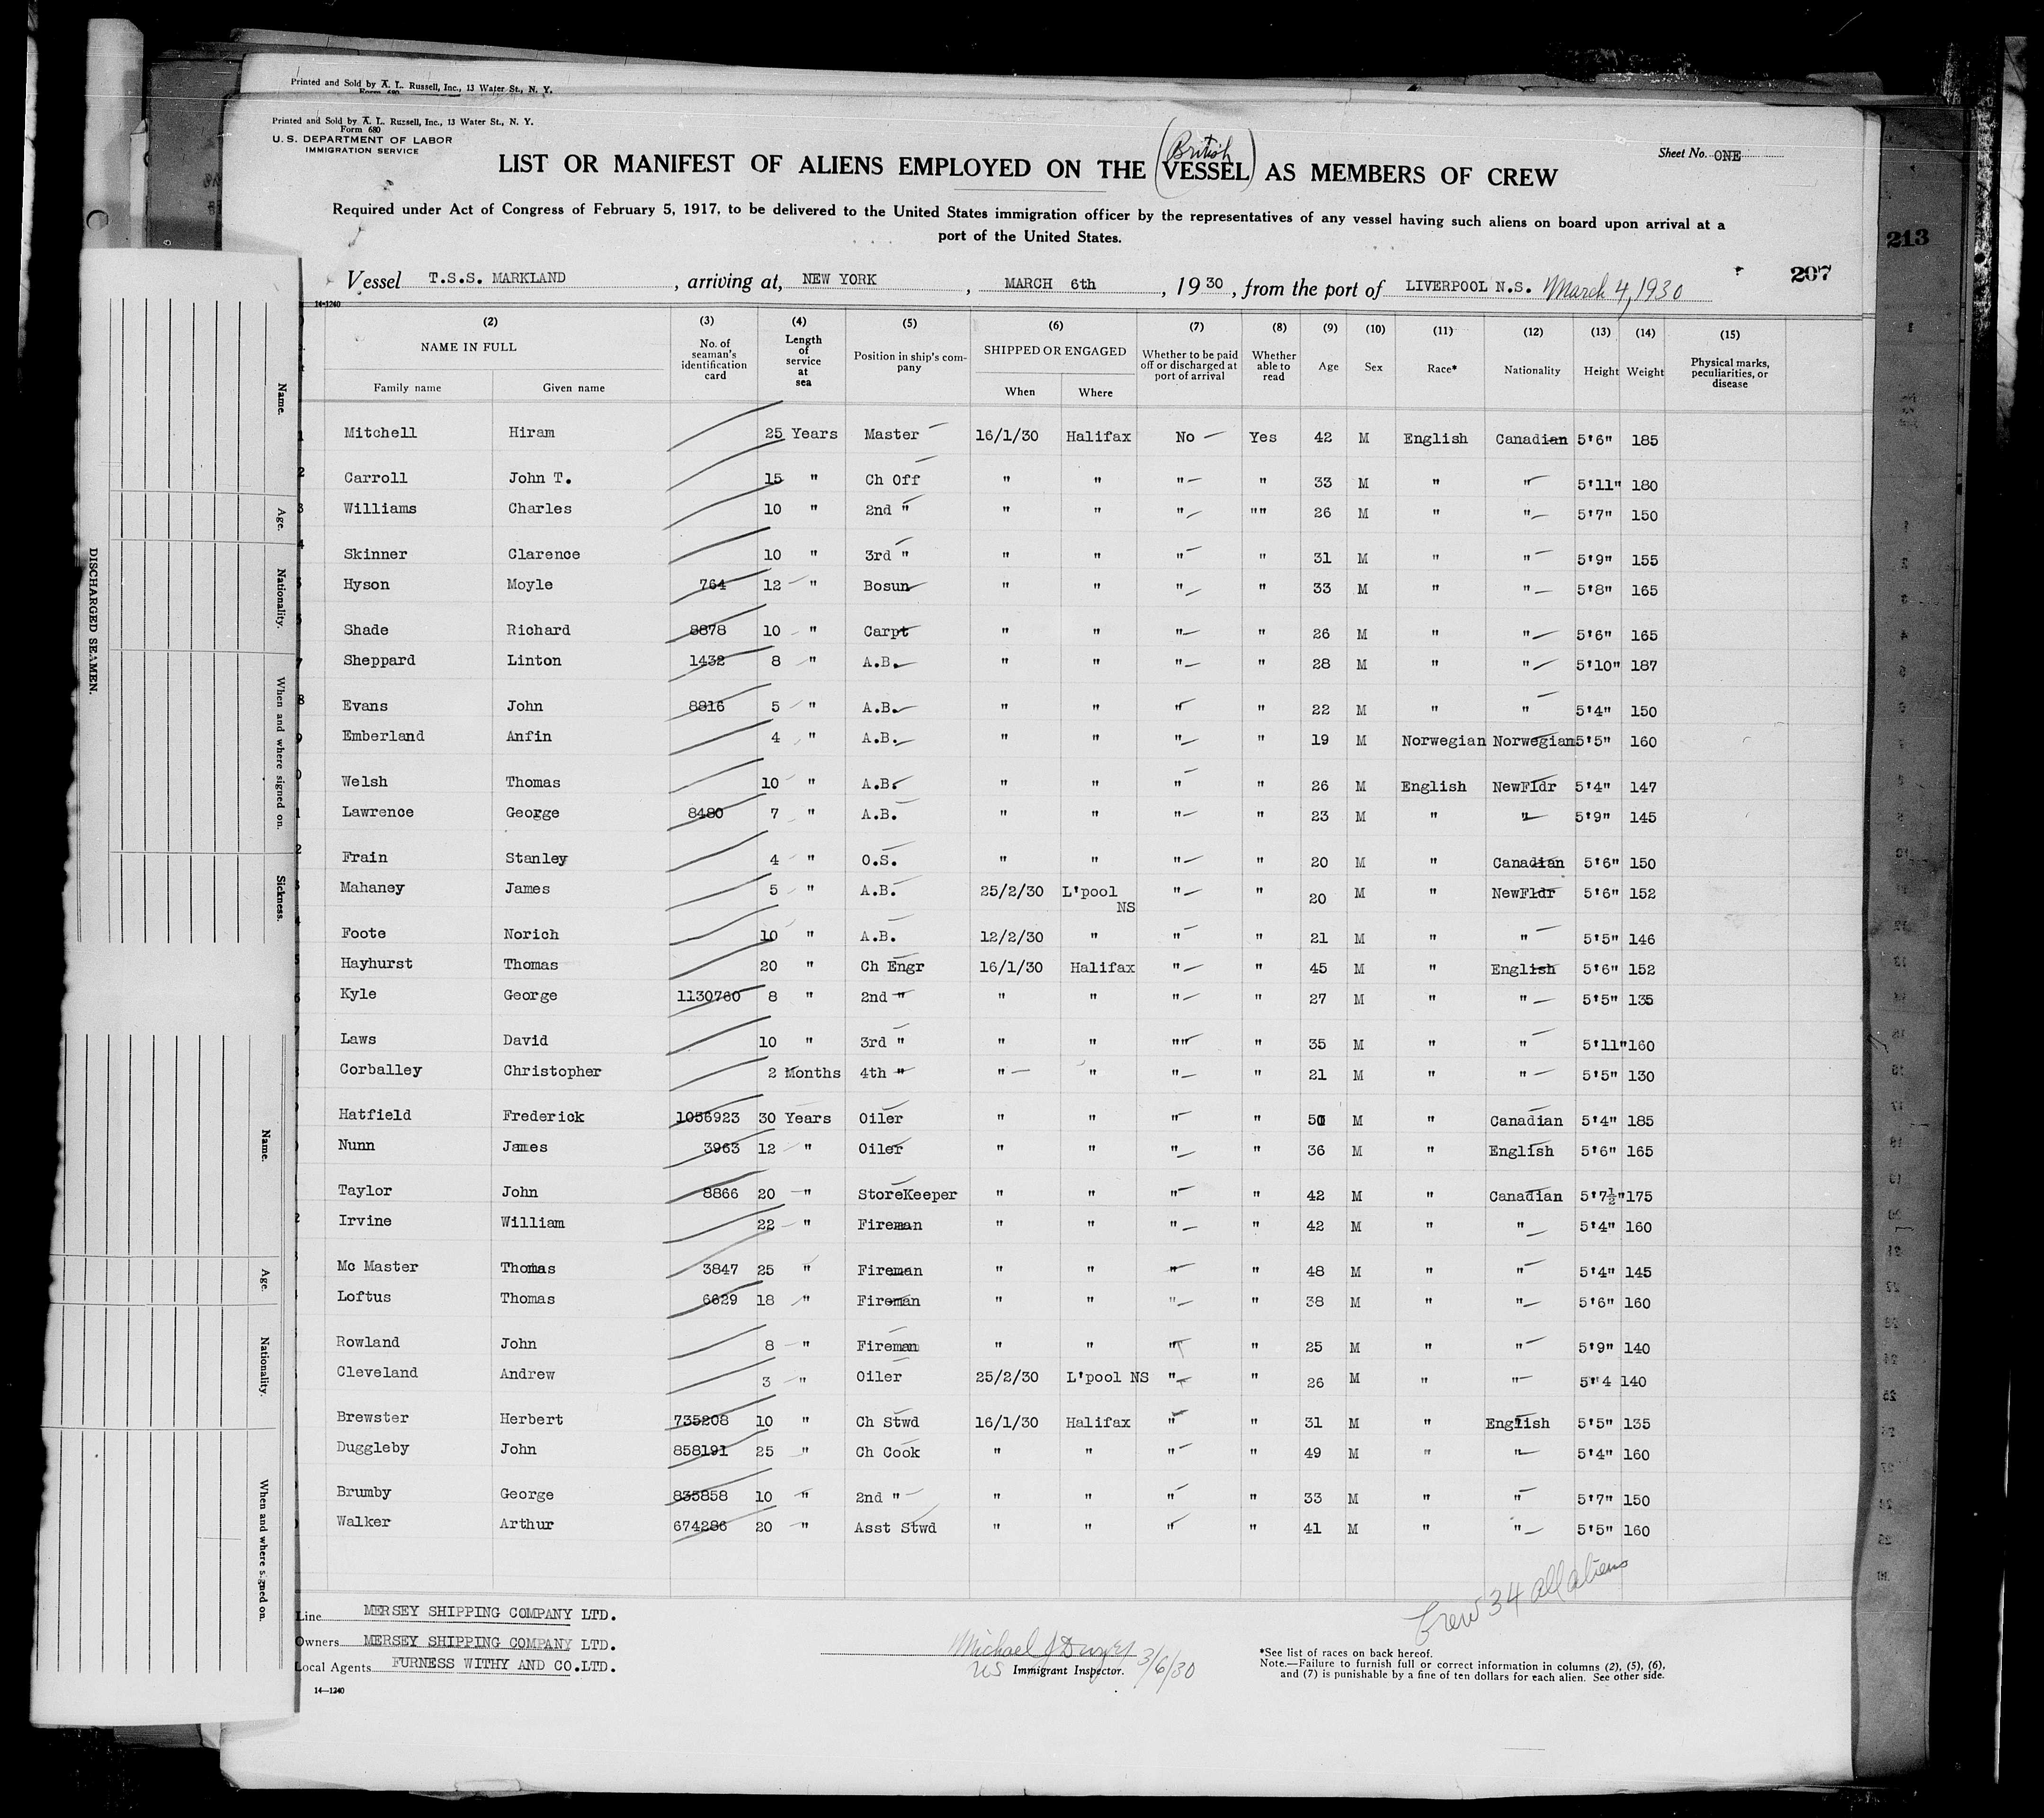 Printed and Sold by A. L. Russell, Inc., 13 Water St., N. Y.
Printed and Sold by A. L. Russell, Inc., 13 Water St., N. Y.
Form 680
U. S. DEPARTMENT OF LABOR
IMMIGRATION SERVICE
British
LIST OR MANIFEST OF ALIENS EMPLOYED ON THE (VESSEL) AS MEMBERS OF CREW
Sheet No. ONE
Required under Act of Congress of February 5, 1917, to be delivered to the United States immigration officer by the representatives of any vessel having such aliens on board upon arrival at a
port of the United States.
213
207
Vessel T.S.S. MARKLAND, arriving at, NEW YORK, MARCH 6th, 1930, from the port of LIVERPOOL N.S. March 4, 1930
14-1240
(2) (3) (4) (5) (6) (7) (8) (9) (10) (11) (12) (13) (14) (15)
NAME IN FULL No. of seaman's identification card Length of service at sea Position in ship's company SHIPPED OR ENGAGED Whether to be paid off or discharged at port of arrival Whether able to read Age Sex Race* Nationality Height Weight Physical marks, peculiarities, or disease
Family name Given name When Where
Mitchell Hiram 25 Years Master 16/1/30 Halifax No Yes 42 M English Canadian 5'6" 185
Carroll John T. 15 " Ch Off " " " " 33 M " " 5'11" 180
Williams Charles 10 " 2nd " " " " "" 26 M " " 5'7" 150
Skinner Clarence 10 " 3rd " " " " " 31 M " " 5'9" 155
Hyson Moyle 764 12 " Bosun " " " " 33 M " " 5'8" 165
Shade Richard 8878 10 " Carpt " " " " 26 M " " 5'6" 165
Sheppard Linton 1432 8 " A.B. " " " " 28 M " " 5'10" 187
Evans John 8816 5 " A.B. " " " " 22 M " " 5'4" 150
Emberland Anfin 4 " A.B. " " " " 19 M Norwegian Norwegian 5'5" 160
Welsh Thomas 10 " A.B. " " " " 26 M English NewFldr 5'4" 147
Lawrence George 8480 7 " A.B. " " " " 23 M " " 5'9" 145
Frain Stanley 4 " O.S. " " " " 20 M " Canadian 5'6" 150
Mahaney James 5 " A.B. 25/2/30 L'pool NS " " 20 M " NewFldr 5'6" 152
Foote Norich 10 " A.B. 12/2/30 " " " 21 M " " 5'5" 146
Hayhurst Thomas 20 " Ch Engr 16/1/30 Halifax " " 45 M " English 5'6" 152
Kyle George 1130760 8 " 2nd " " " " " 27 M " " 5'5" 135
Laws David 10 " 3rd " " " "" " 35 M " " 5'11" 160
Corballey Christopher 2 Months 4th " " " " " 21 M " " 5'5" 130
Hatfield Frederick 1056923 30 Years Oiler " " " " M " Canadian 5'4" 185
Nunn James 3963 12 " Oiler " " " " 36 M " English 5'6" 165
Taylor John 8866 20 " StoreKeeper " " " " 42 M " Canadian 5'7½" 175
Irvine William 22 " Fireman " " " " 42 M " " 5'4" 160
Mc Master Thomas 3847 25 " Fireman " " " " 48 M " " 5'4" 145
Loftus Thomas 6629 18 " Fireman " " " " 38 M " " 5'6" 160
Rowland John 8 " Fireman " " " " 25 M " " 5'9" 140
Cleveland Andrew 3 " Oiler 25/2/30 L'pool NS " " 26 M " " 5"4 140
Brewster Herbert 735208 10 " Ch Stwd 16/1/30 Halifax " " 31 M " English 5'5" 135
Duggleby John 858191 25 " Ch Cook " " " " 49 M " " 5'4" 160
Brumby George 835858 10 " 2nd " " " " " 33 M " " 5'7" 150
Walker Arthur 674286 20 " Asst Stwd " " " " 41 M " " 5'5" 160
Crew 34 all aliens
Line MERSEY SHIPPING COMPANY LTD.
Owners MERSEY SHIPPING COMPANY LTD.
Local Agents FURNESS WITHY AND CO.LTD.
14—1240
Michael J 3/6/30
US Immigrant Inspector.
*See list of races on back hereof.
Note.—Failure to furnish full or correct information in columns (2), (5), (6),
and (7) is punishable by a fine of ten dollars for each alien. See other side.
DISCHARGED SEAMEN.
Name. Age. Nationality. When and where signed on. Sickness.
Name. Age. Nationality. When and where signed on.